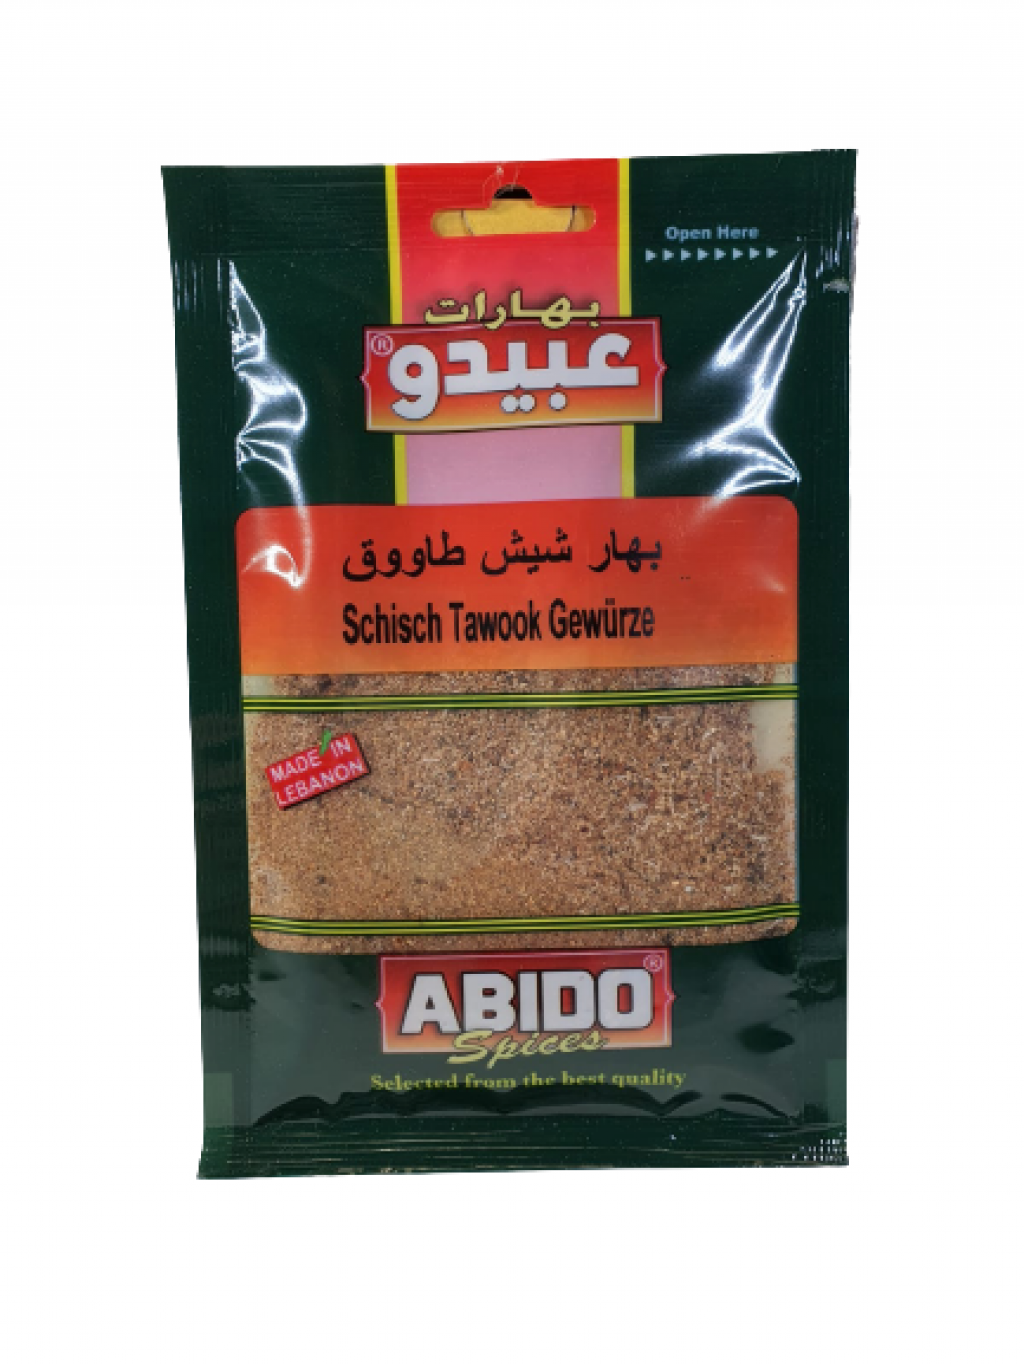 Open Here
بهارات
عبيدو®
بهار شيش طاووق
Schisch Tawook Gewürze
MADE IN
LEBANON
ABIDO®
Spices
Selected from the best quality